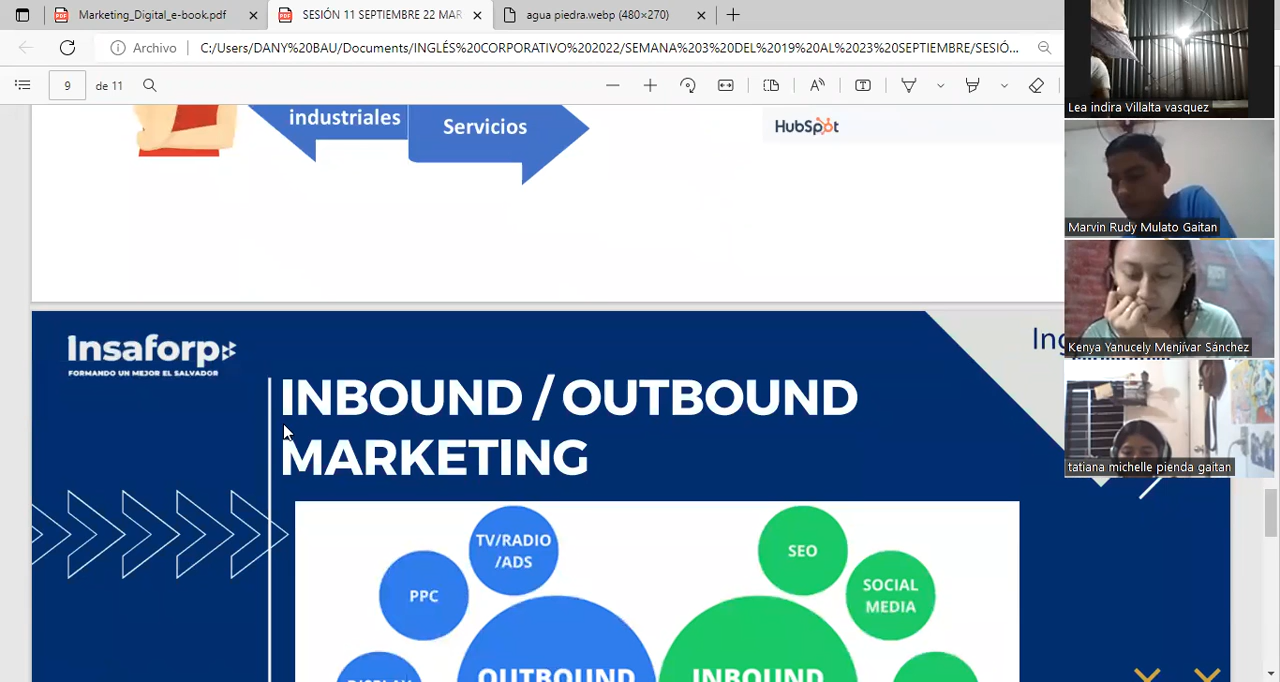 Marketing_Digital_e-book.pdf
SESIÓN 11 SEPTIEMBRE 22 MAR
agua piedra.webp (480×270)
Archivo
C:/Users/DANY%20BAU/Documents/INGLÉS%20CORPORATIVO%202022/SEMANA%203%20DEL%2019%20AL%2023%20SEPTIEMBRE/SESIÓ...
9
de 11
industriales
Servicios
HubSpot
Insaforp
FORMANDO UN MEJOR EL SALVADOR
Ing
INBOUND / OUTBOUND
MARKETING
TV/RADIO
/ADS
PPC
OUTBOUND
SEO
SOCIAL
MEDIA
INBOUND
DISPLAY
Lea indira Villalta vasquez
Marvin Rudy Mulato Gaitan
Kenya Yanucely Menjívar Sánchez
tatiana michelle pienda gaitan